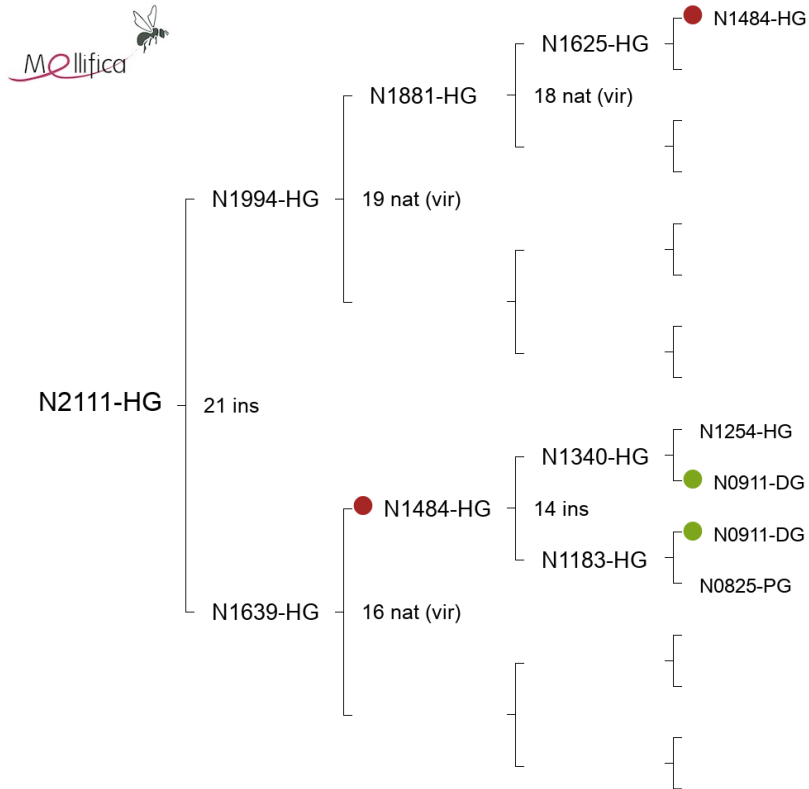 Mellifica
N1484-HG
N1625-HG
N1881-HG
18 nat (vir)
N1994-HG
19 nat (vir)
N2111-HG
21 ins
N1254-HG
N1340-HG
N0911-DG
N1484-HG
14 ins
N0911-DG
N1183-HG
N0825-PG
N1639-HG
16 nat (vir)